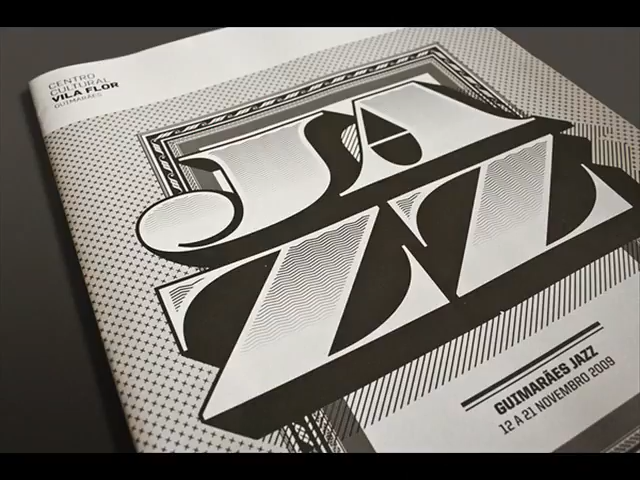 CENTRO
CULTURAL
VILA FLOR
GUIMARÃES
JA
ZZ
GUIMARÃES JAZZ
12 A 21 NOVEMBRO 2009